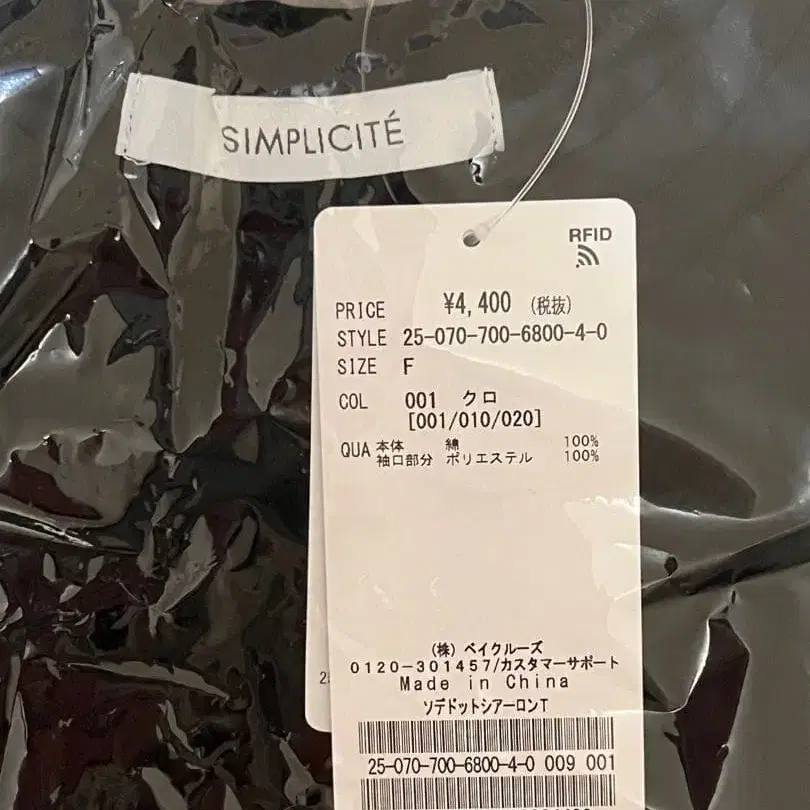 SIMPLICITÉ
RFID
PRICE ¥4,400 (税抜)
STYLE 25-070-700-6800-4-0
SIZE F
COL 001 クロ
[001/010/020]
QUA 本体 綿 100%
袖口部分 ポリエステル 100%
(株) ベイクルーズ
0120-301457/カスタマーサポート
Made in China
ソデドットシアーロンT
25-070-700-6800-4-0 009 001